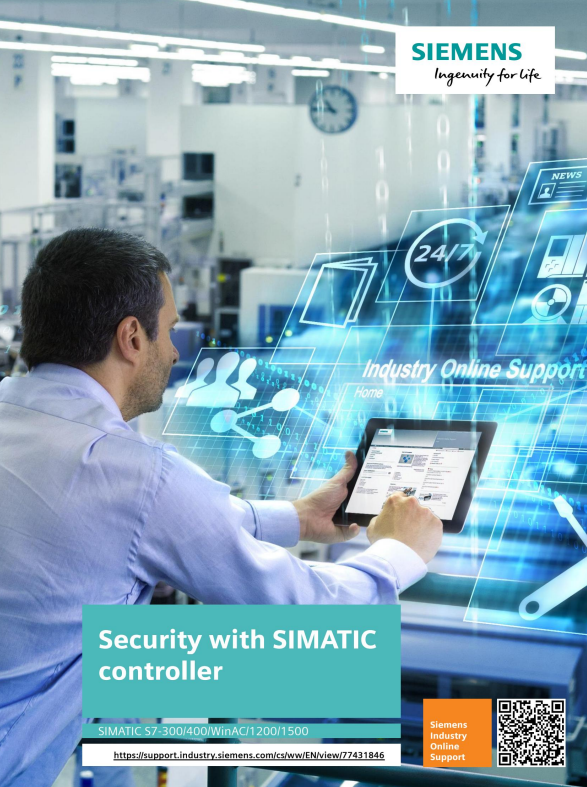 SIEMENS
Ingenuity for life
NEWS
24/7
Industry Online Support
Home
Security with SIMATIC
controller
SIMATIC S7-300/400/WinAC/1200/1500
https://support.industry.siemens.com/cs/ww/EN/view/77431846
Siemens
Industry
Online
Support